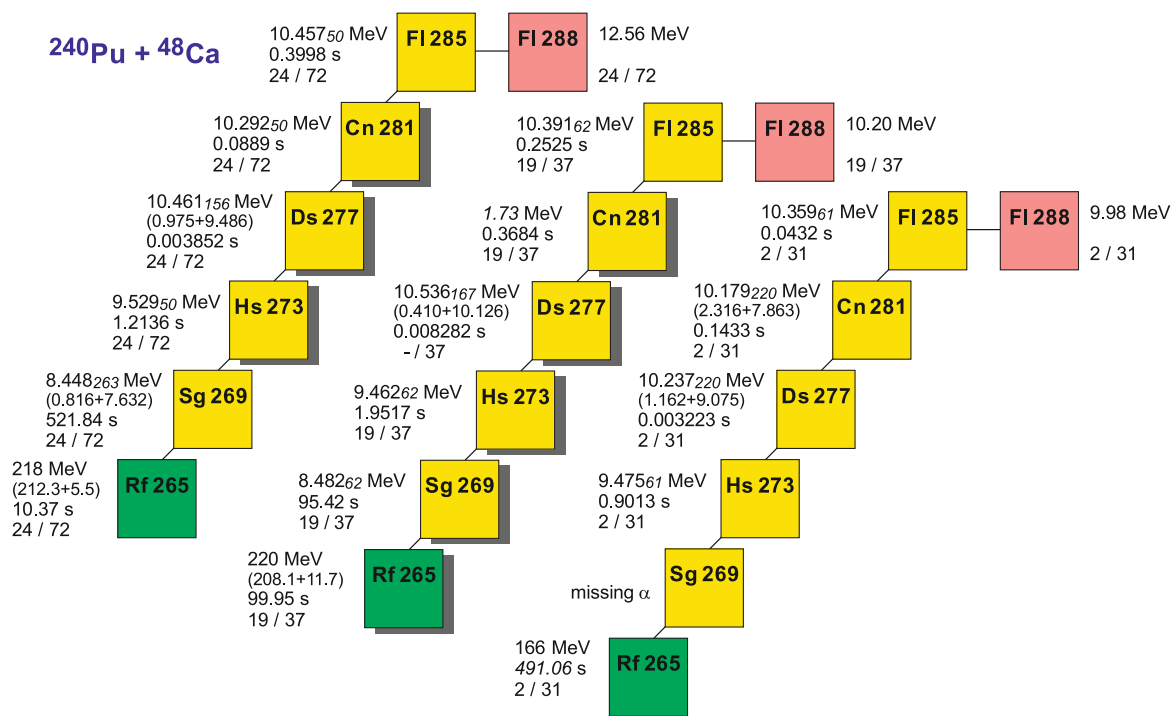 ²⁴⁰Pu + ⁴⁸Ca
10.457₅₀ MeV
0.3998 s
24 / 72
Fl 285
Fl 288
12.56 MeV
24 / 72
10.292₅₀ MeV
0.0889 s
24 / 72
Cn 281
10.461₁₅₆ MeV
(0.975+9.486)
0.003852 s
24 / 72
Ds 277
9.529₅₀ MeV
1.2136 s
24 / 72
Hs 273
8.448₂₆₃ MeV
(0.816+7.632)
521.84 s
24 / 72
Sg 269
218 MeV
(212.3+5.5)
10.37 s
24 / 72
Rf 265
10.391₆₂ MeV
0.2525 s
19 / 37
Fl 285
Fl 288
10.20 MeV
19 / 37
1.73 MeV
0.3684 s
19 / 37
Cn 281
10.536₁₆₇ MeV
(0.410+10.126)
0.008282 s
- / 37
Ds 277
9.462₆₂ MeV
1.9517 s
19 / 37
Hs 273
8.482₆₂ MeV
95.42 s
19 / 37
Sg 269
220 MeV
(208.1+11.7)
99.95 s
19 / 37
Rf 265
10.359₆₁ MeV
0.0432 s
2 / 31
Fl 285
Fl 288
9.98 MeV
2 / 31
10.179₂₂₀ MeV
(2.316+7.863)
0.1433 s
2 / 31
Cn 281
10.237₂₂₀ MeV
(1.162+9.075)
0.003223 s
2 / 31
Ds 277
9.475₆₁ MeV
0.9013 s
2 / 31
Hs 273
missing α
Sg 269
166 MeV
491.06 s
2 / 31
Rf 265